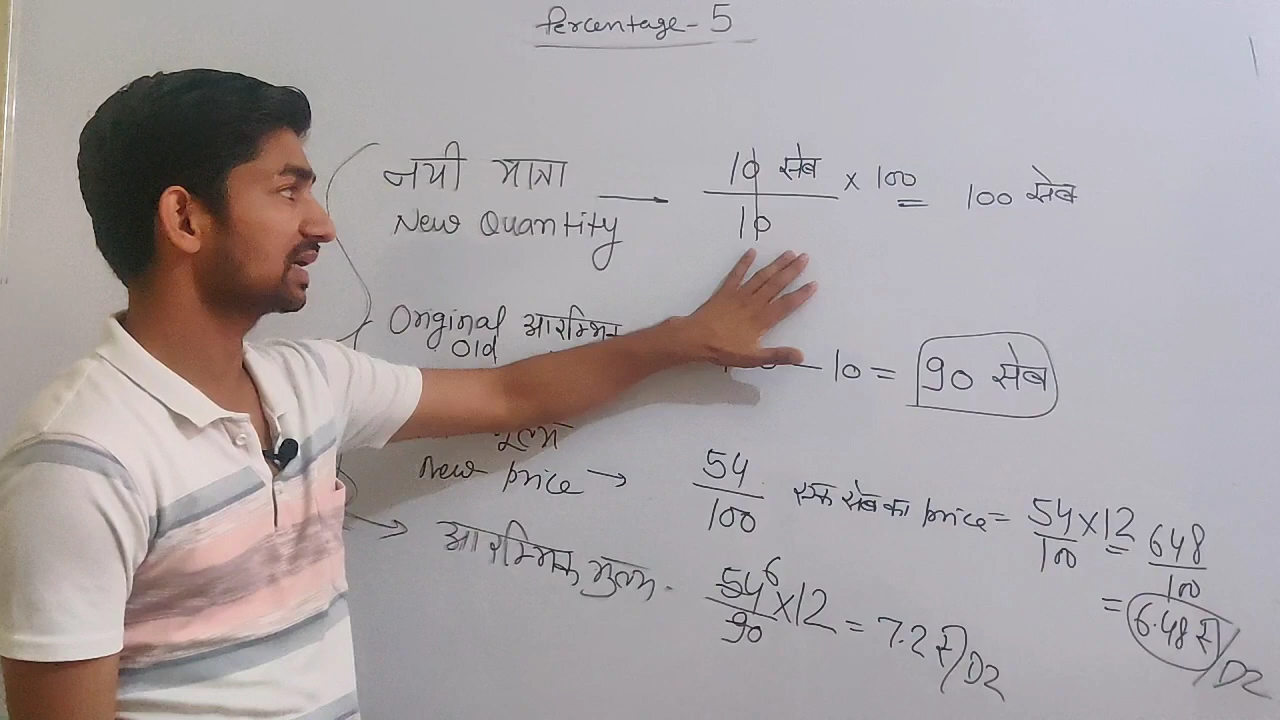 Percentage - 5
नयी मात्रा
New Quantity → 10 सेब / 10 × 100 = 100 सेब
Original आरम्भिक
Old
- 10 = 90 सेब
मूल्य
New price → 54/100 एक सेब का price = 54×12/100 = 648/100
= 6.48 रु/DZ
आरम्भिक मूल्य - 54 6/90 ×12 = 7.2 रु/DZ